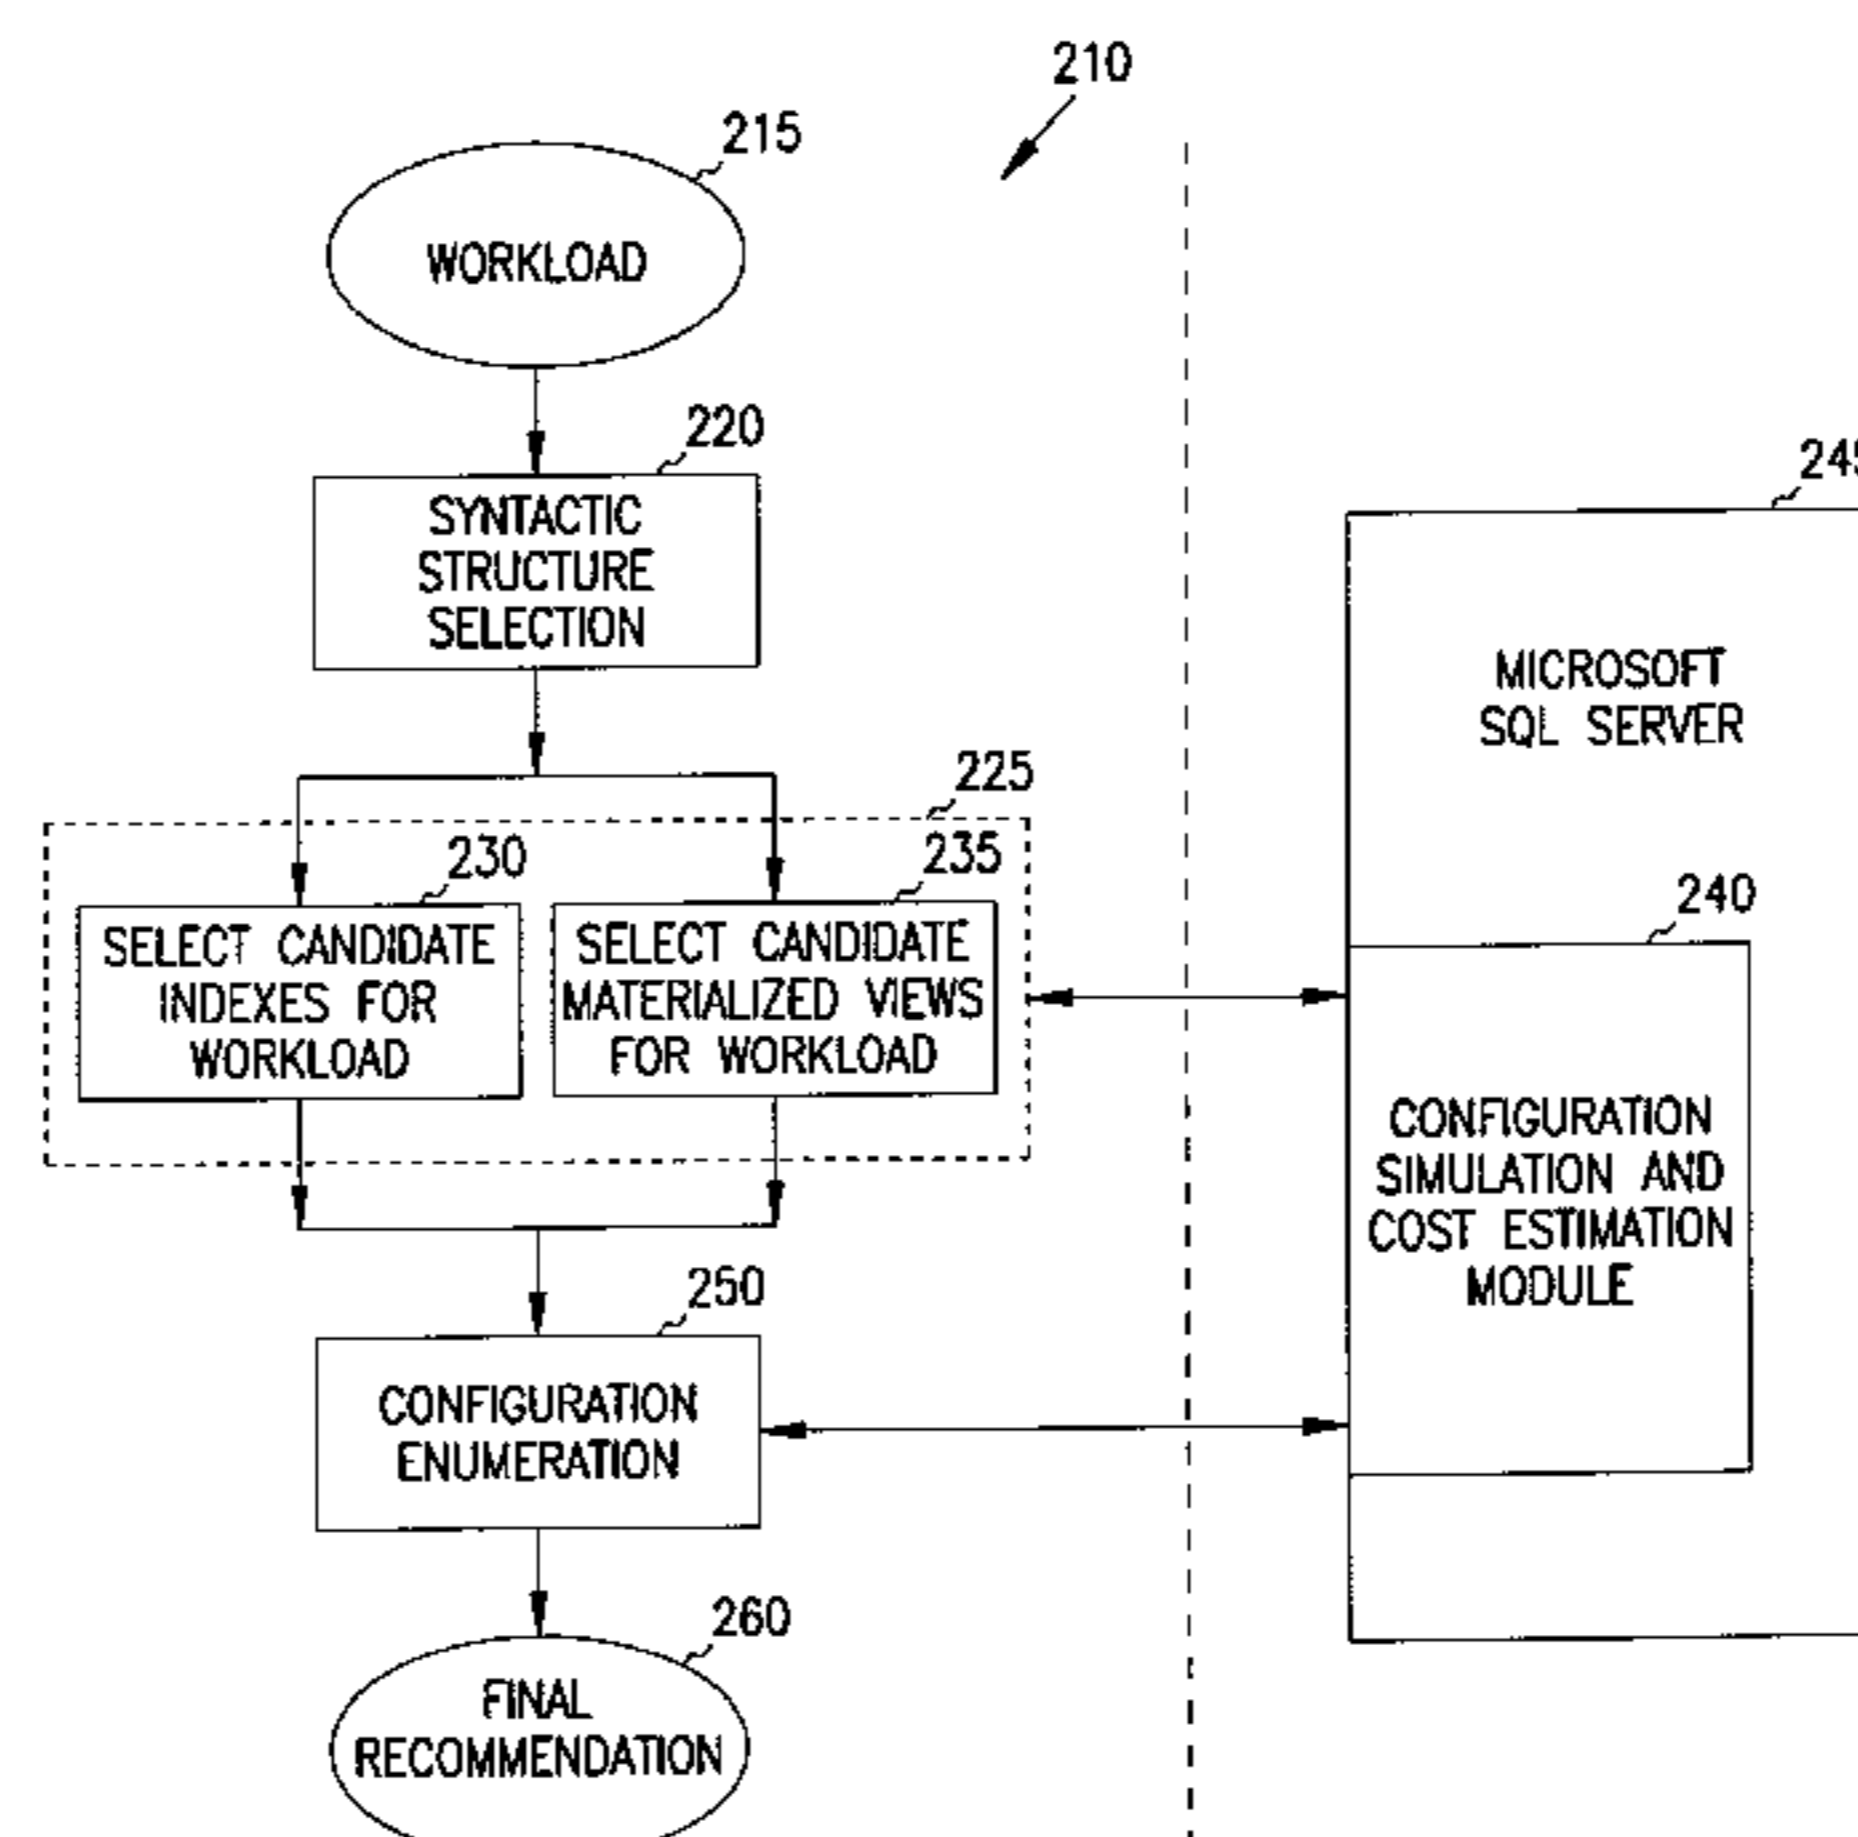 210
215
WORKLOAD
220
SYNTACTIC
STRUCTURE
SELECTION
245
MICROSOFT
SQL SERVER
225
230
235
SELECT CANDIDATE
INDEXES FOR
WORKLOAD
SELECT CANDIDATE
MATERIALIZED VIEWS
FOR WORKLOAD
240
CONFIGURATION
SIMULATION AND
COST ESTIMATION
MODULE
250
CONFIGURATION
ENUMERATION
260
FINAL
RECOMMENDATION